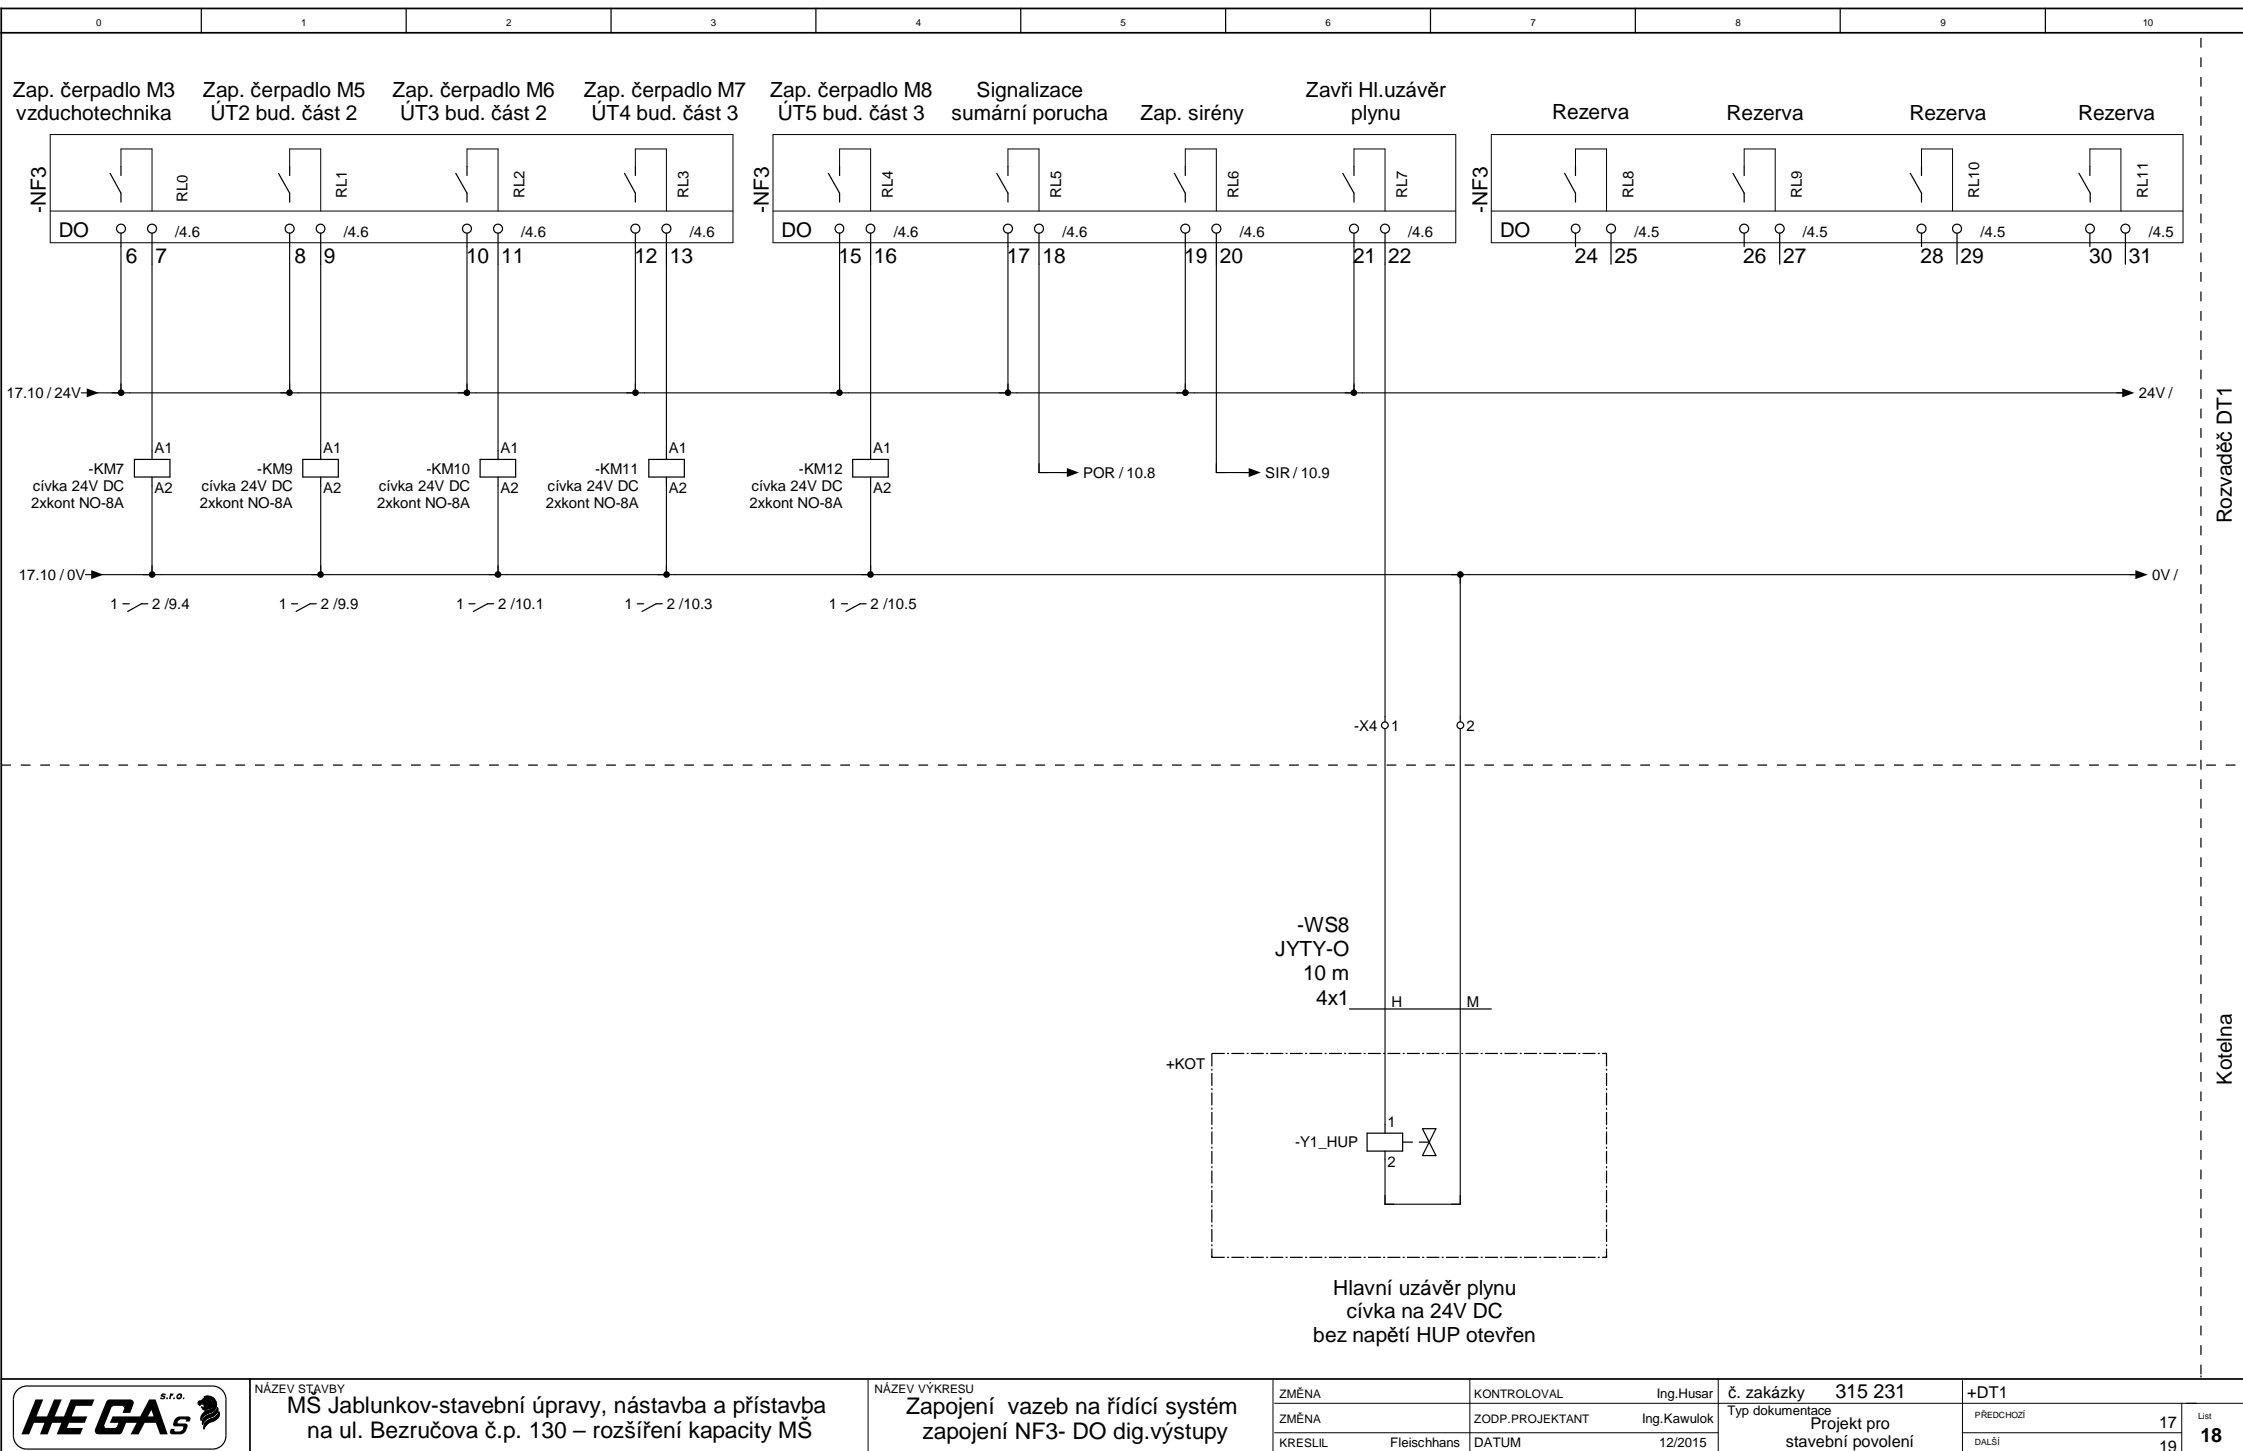 0 1 2 3 4 5 6 7 8 9 10
Zap. čerpadlo M3
vzduchotechnika
Zap. čerpadlo M5
ÚT2 bud. část 2
Zap. čerpadlo M6
ÚT3 bud. část 2
Zap. čerpadlo M7
ÚT4 bud. část 3
Zap. čerpadlo M8
ÚT5 bud. část 3
Signalizace
sumární porucha
Zap. sirény
Zavři Hl.uzávěr
plynu
Rezerva
Rezerva
Rezerva
Rezerva
-NF3
RL0
RL1
RL2
RL3
-NF3
RL4
RL5
RL6
RL7
-NF3
RL8
RL9
RL10
RL11
DO /4.6 /4.6 /4.6 /4.6
DO /4.6 /4.6 /4.6 /4.6
DO /4.5 /4.5 /4.5 /4.5
6 7 8 9 10 11 12 13 15 16 17 18 19 20 21 22 24 25 26 27 28 29 30 31
17.10 / 24V
24V /
Rozvaděč DT1
A1
-KM7
cívka 24V DC
2xkont NO-8A
A2
A1
-KM9
cívka 24V DC
2xkont NO-8A
A2
A1
-KM10
cívka 24V DC
2xkont NO-8A
A2
A1
-KM11
cívka 24V DC
2xkont NO-8A
A2
A1
-KM12
cívka 24V DC
2xkont NO-8A
A2
POR / 10.8
SIR / 10.9
17.10 / 0V
0V /
1 2 /9.4
1 2 /9.9
1 2 /10.1
1 2 /10.3
1 2 /10.5
-X4 1 2
-WS8
JYTY-O
10 m
4x1
H M
Kotelna
+KOT
1
-Y1_HUP
2
Hlavní uzávěr plynu
cívka na 24V DC
bez napětí HUP otevřen
HEGAs s.r.o.
NÁZEV STAVBY
MŠ Jablunkov-stavební úpravy, nástavba a přístavba
na ul. Bezručova č.p. 130 – rozšíření kapacity MŠ
NÁZEV VÝKRESU
Zapojení vazeb na řídící systém
zapojení NF3- DO dig.výstupy
ZMĚNA
ZMĚNA
KRESLIL Fleischhans
KONTROLOVAL Ing.Husar
ZODP.PROJEKTANT Ing.Kawulok
DATUM 12/2015
č. zakázky 315 231
Typ dokumentace
Projekt pro
stavební povolení
+DT1
PŘEDCHOZÍ 17
DALŠÍ 19
List
18